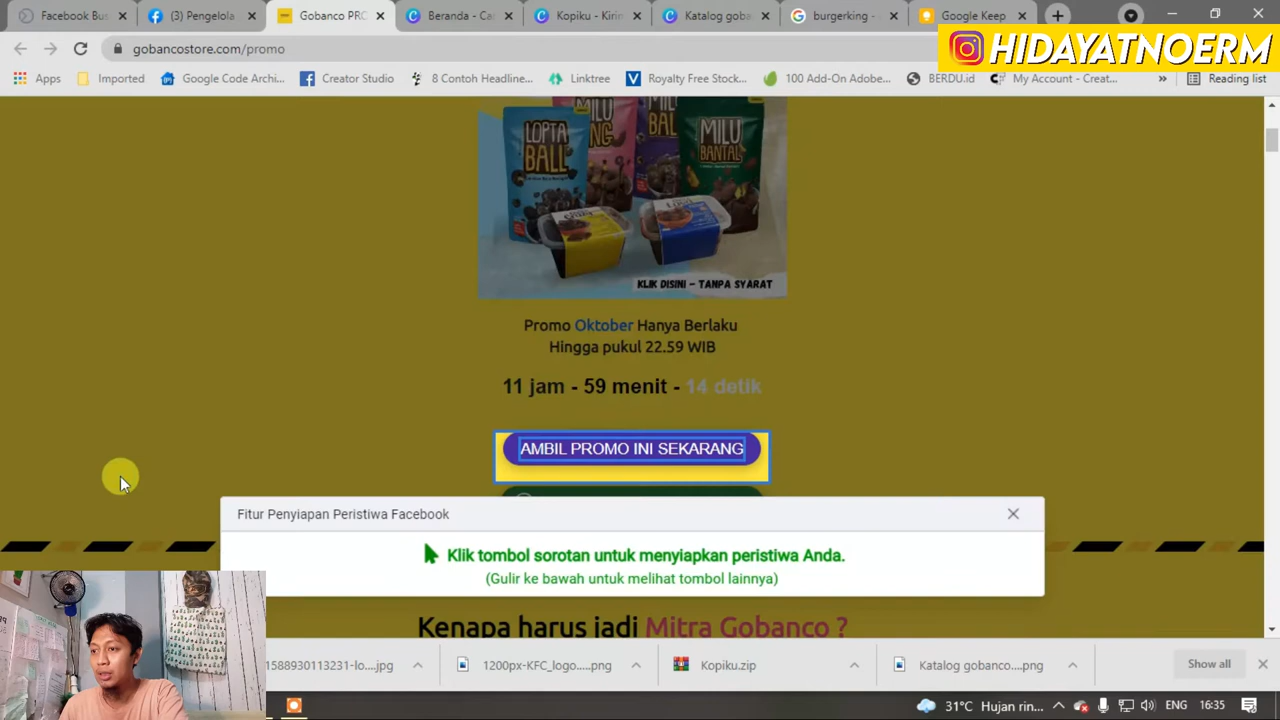 Facebook Bus
(3) Pengelola
Gobanco PRO
Beranda - Ca
Kopiku - Kirin
Katalog goba
burgerking -
Google Keep
gobancostore.com/promo
HIDAYATNOERM
Apps
Imported
Google Code Archi...
Creator Studio
8 Contoh Headline...
Linktree
Royalty Free Stock...
100 Add-On Adobe...
BERDU.id
My Account - Creat...
»
Reading list
LOPTA
BALL
MILU
NG
BAL
MILU
BANTAL
KLIK DISINI – TANPA SYARAT
Promo Oktober Hanya Berlaku
Hingga pukul 22.59 WIB
11 jam - 59 menit - 14 detik
AMBIL PROMO INI SEKARANG
Fitur Penyiapan Peristiwa Facebook
Klik tombol sorotan untuk menyiapkan peristiwa Anda.
(Gulir ke bawah untuk melihat tombol lainnya)
Kenapa harus jadi Mitra Gobanco ?
1588930113231-lo....jpg
1200px-KFC_logo.....png
Kopiku.zip
Katalog gobanco....png
Show all
31°C Hujan rin...
ENG
16:35